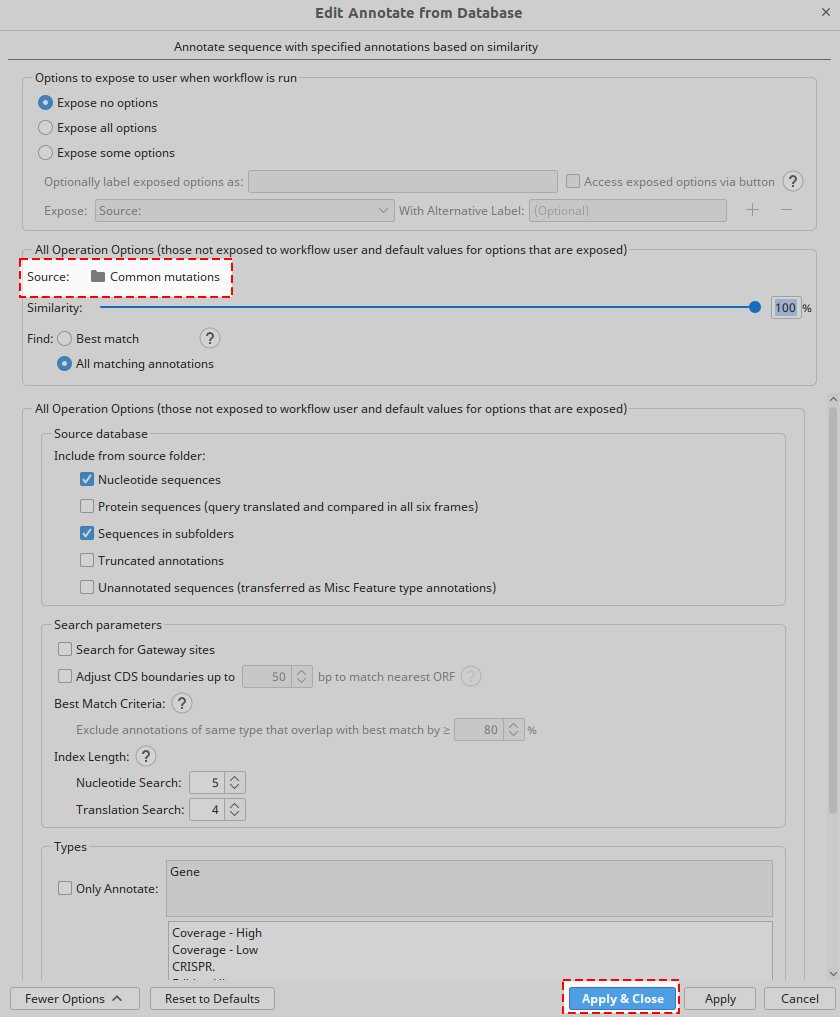 Edit Annotate from Database
Annotate sequence with specified annotations based on similarity
Options to expose to user when workflow is run
Expose no options
Expose all options
Expose some options
Optionally label exposed options as: Access exposed options via button ?
Expose: Source: With Alternative Label: (Optional)
All Operation Options (those not exposed to workflow user and default values for options that are exposed)
Source: Common mutations
Similarity: 100 %
Find: Best match ?
All matching annotations
All Operation Options (those not exposed to workflow user and default values for options that are exposed)
Source database
Include from source folder:
Nucleotide sequences
Protein sequences (query translated and compared in all six frames)
Sequences in subfolders
Truncated annotations
Unannotated sequences (transferred as Misc Feature type annotations)
Search parameters
Search for Gateway sites
Adjust CDS boundaries up to 50 bp to match nearest ORF ?
Best Match Criteria: ?
Exclude annotations of same type that overlap with best match by ≥ 80 %
Index Length: ?
Nucleotide Search: 5
Translation Search: 4
Types
Gene
Only Annotate:
Coverage - High
Coverage - Low
CRISPR.
Fewer Options Reset to Defaults Apply & Close Apply Cancel